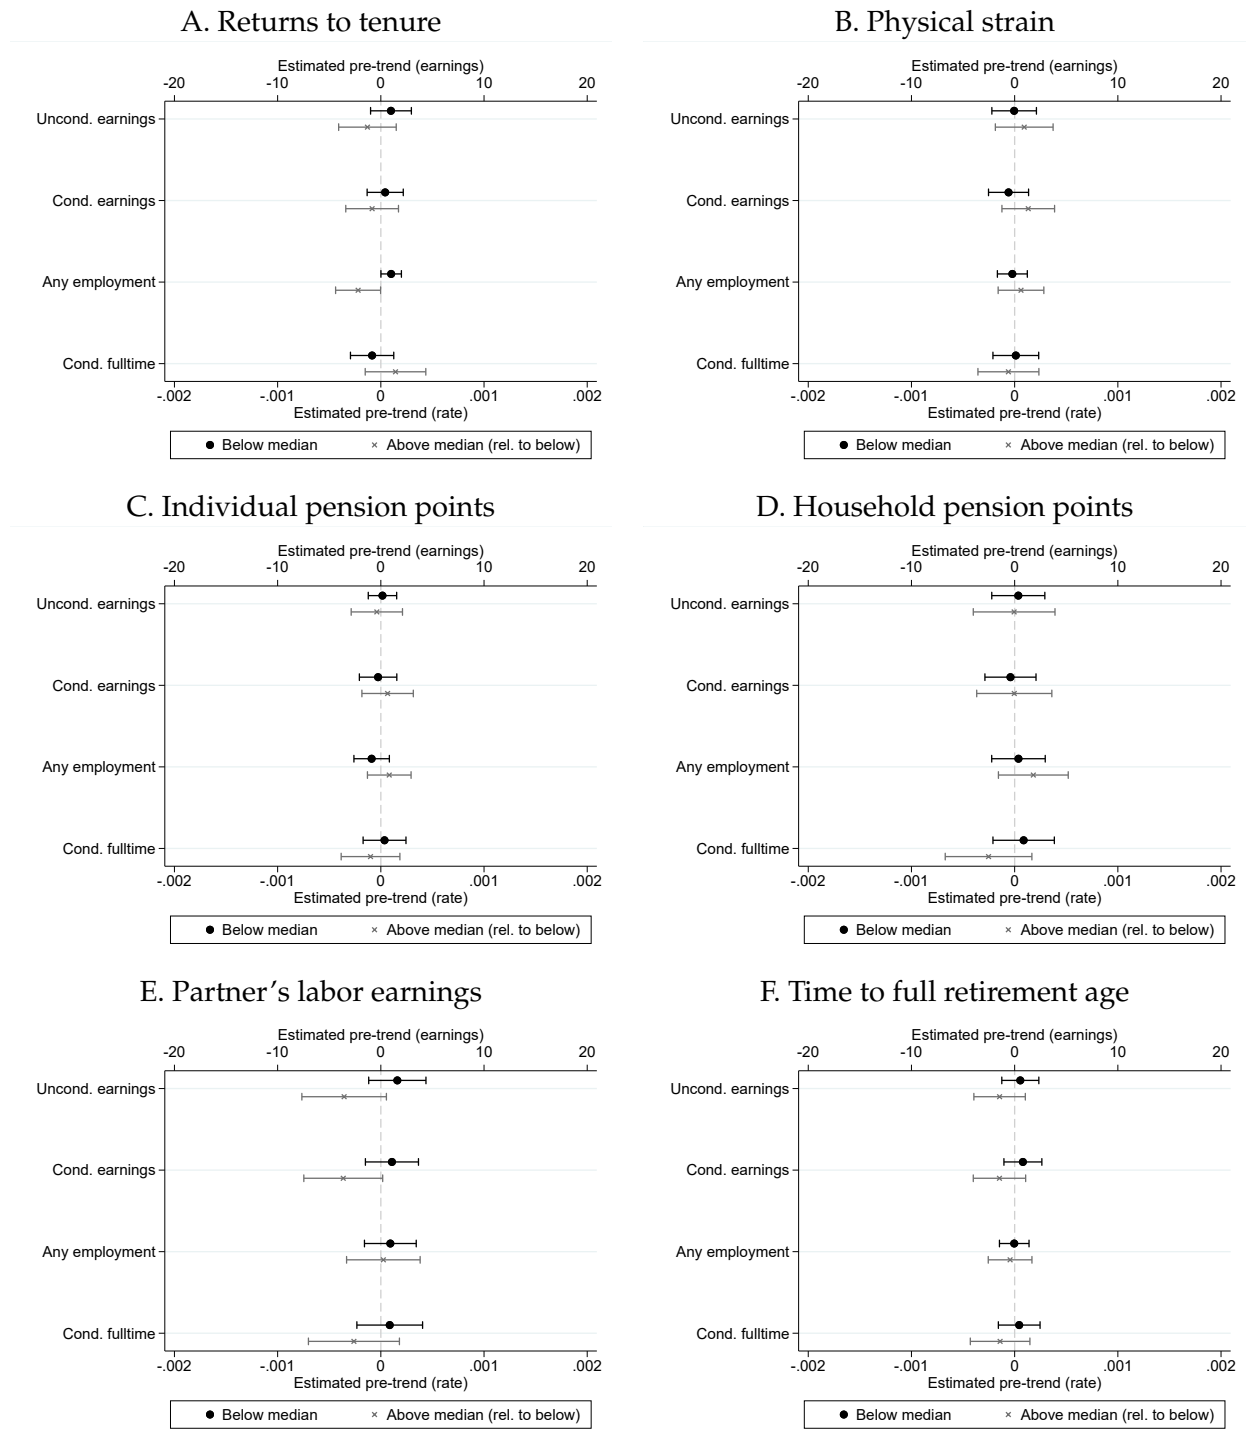 A. Returns to tenure
Estimated pre-trend (earnings)
-20 -10 0 10 20
Uncond. earnings
Cond. earnings
Any employment
Cond. fulltime
-.002 -.001 0 .001 .002
Estimated pre-trend (rate)
Below median × Above median (rel. to below)
B. Physical strain
Estimated pre-trend (earnings)
-20 -10 0 10 20
Uncond. earnings
Cond. earnings
Any employment
Cond. fulltime
-.002 -.001 0 .001 .002
Estimated pre-trend (rate)
Below median × Above median (rel. to below)
C. Individual pension points
Estimated pre-trend (earnings)
-20 -10 0 10 20
Uncond. earnings
Cond. earnings
Any employment
Cond. fulltime
-.002 -.001 0 .001 .002
Estimated pre-trend (rate)
Below median × Above median (rel. to below)
D. Household pension points
Estimated pre-trend (earnings)
-20 -10 0 10 20
Uncond. earnings
Cond. earnings
Any employment
Cond. fulltime
-.002 -.001 0 .001 .002
Estimated pre-trend (rate)
Below median × Above median (rel. to below)
E. Partner's labor earnings
Estimated pre-trend (earnings)
-20 -10 0 10 20
Uncond. earnings
Cond. earnings
Any employment
Cond. fulltime
-.002 -.001 0 .001 .002
Estimated pre-trend (rate)
Below median × Above median (rel. to below)
F. Time to full retirement age
Estimated pre-trend (earnings)
-20 -10 0 10 20
Uncond. earnings
Cond. earnings
Any employment
Cond. fulltime
-.002 -.001 0 .001 .002
Estimated pre-trend (rate)
Below median × Above median (rel. to below)